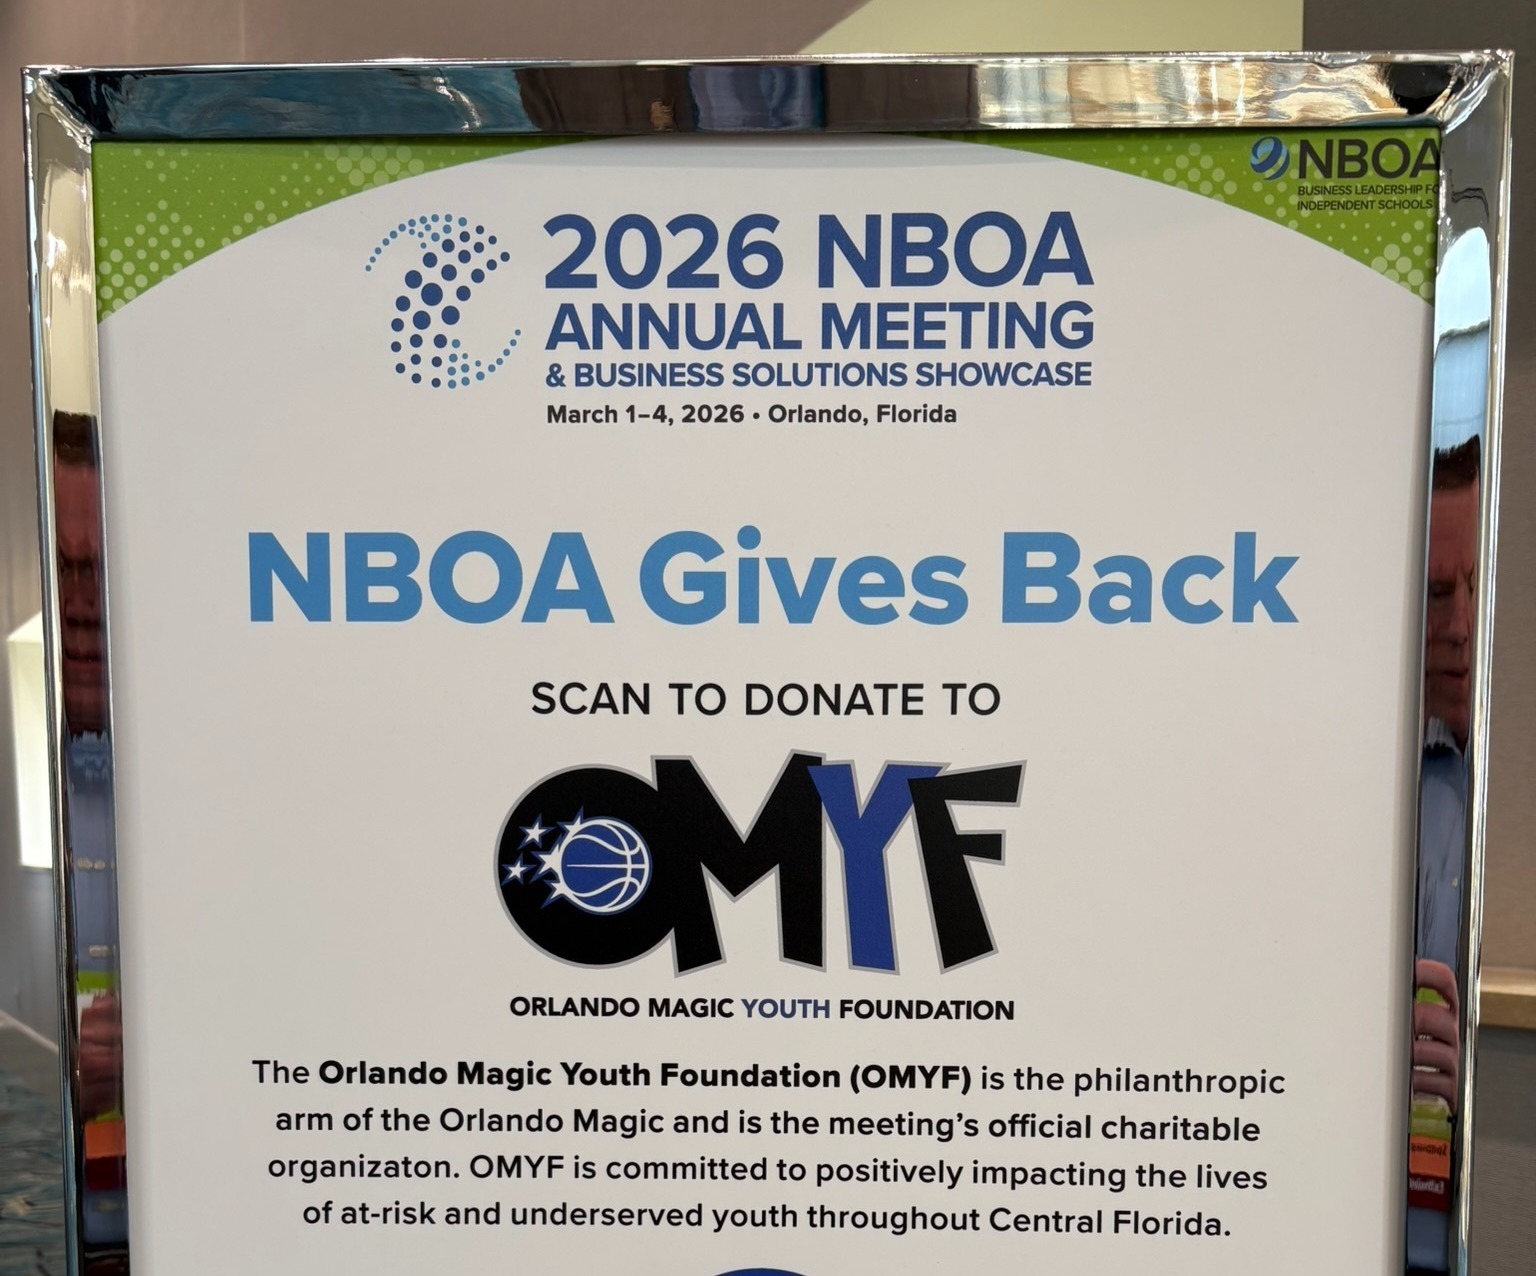 NBOA
BUSINESS LEADERSHIP
INDEPENDENT SCHOOLS
2026 NBOA
ANNUAL MEETING
& BUSINESS SOLUTIONS SHOWCASE
March 1–4, 2026 • Orlando, Florida
NBOA Gives Back
SCAN TO DONATE TO
OMYF
ORLANDO MAGIC YOUTH FOUNDATION
The Orlando Magic Youth Foundation (OMYF) is the philanthropic
arm of the Orlando Magic and is the meeting’s official charitable
organizaton. OMYF is committed to positively impacting the lives
of at-risk and underserved youth throughout Central Florida.